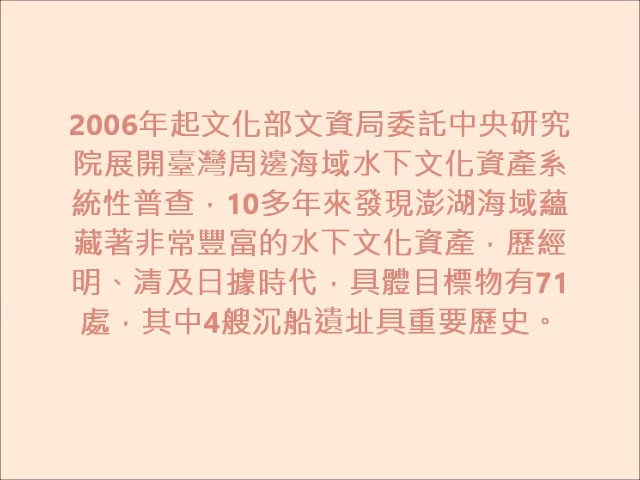 2006年起文化部文資局委託中央研究
院展開臺灣周邊海域水下文化資產系
統性普查，10多年來發現澎湖海域蘊
藏著非常豐富的水下文化資產，歷經
明、清及日據時代，具體目標物有71
處，其中4艘沉船遺址具重要歷史。